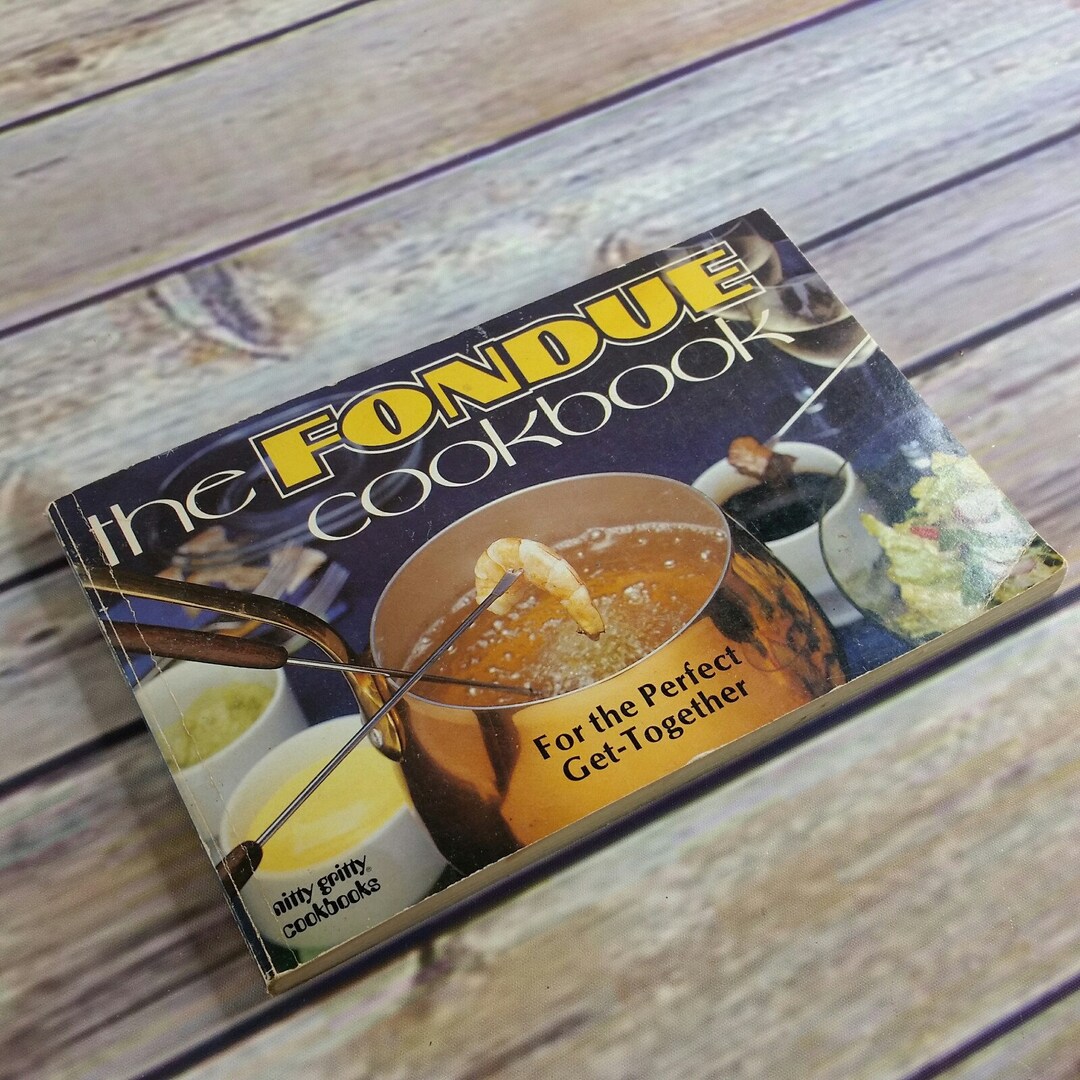 the FONDUE
cookbook
For the Perfect
Get-Together
nitty gritty®
cookbooks